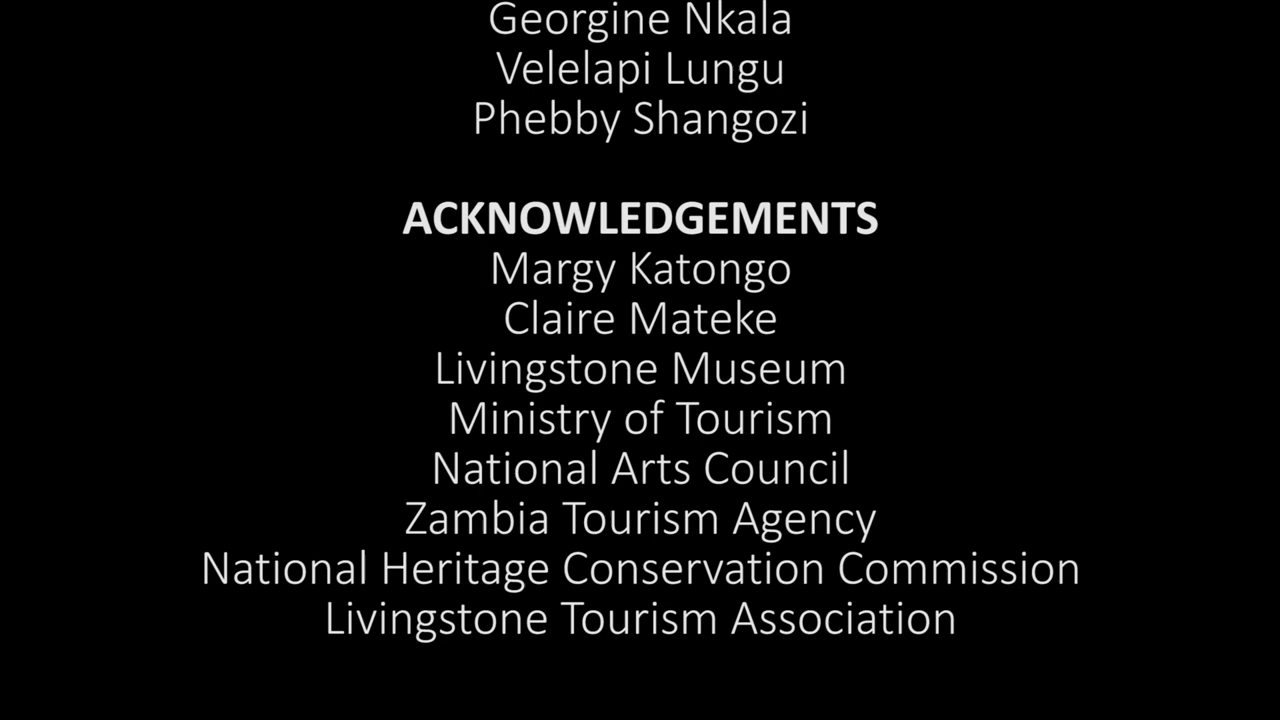 Georgine Nkala
Velelapi Lungu
Phebby Shangozi
ACKNOWLEDGEMENTS
Margy Katongo
Claire Mateke
Livingstone Museum
Ministry of Tourism
National Arts Council
Zambia Tourism Agency
National Heritage Conservation Commission
Livingstone Tourism Association